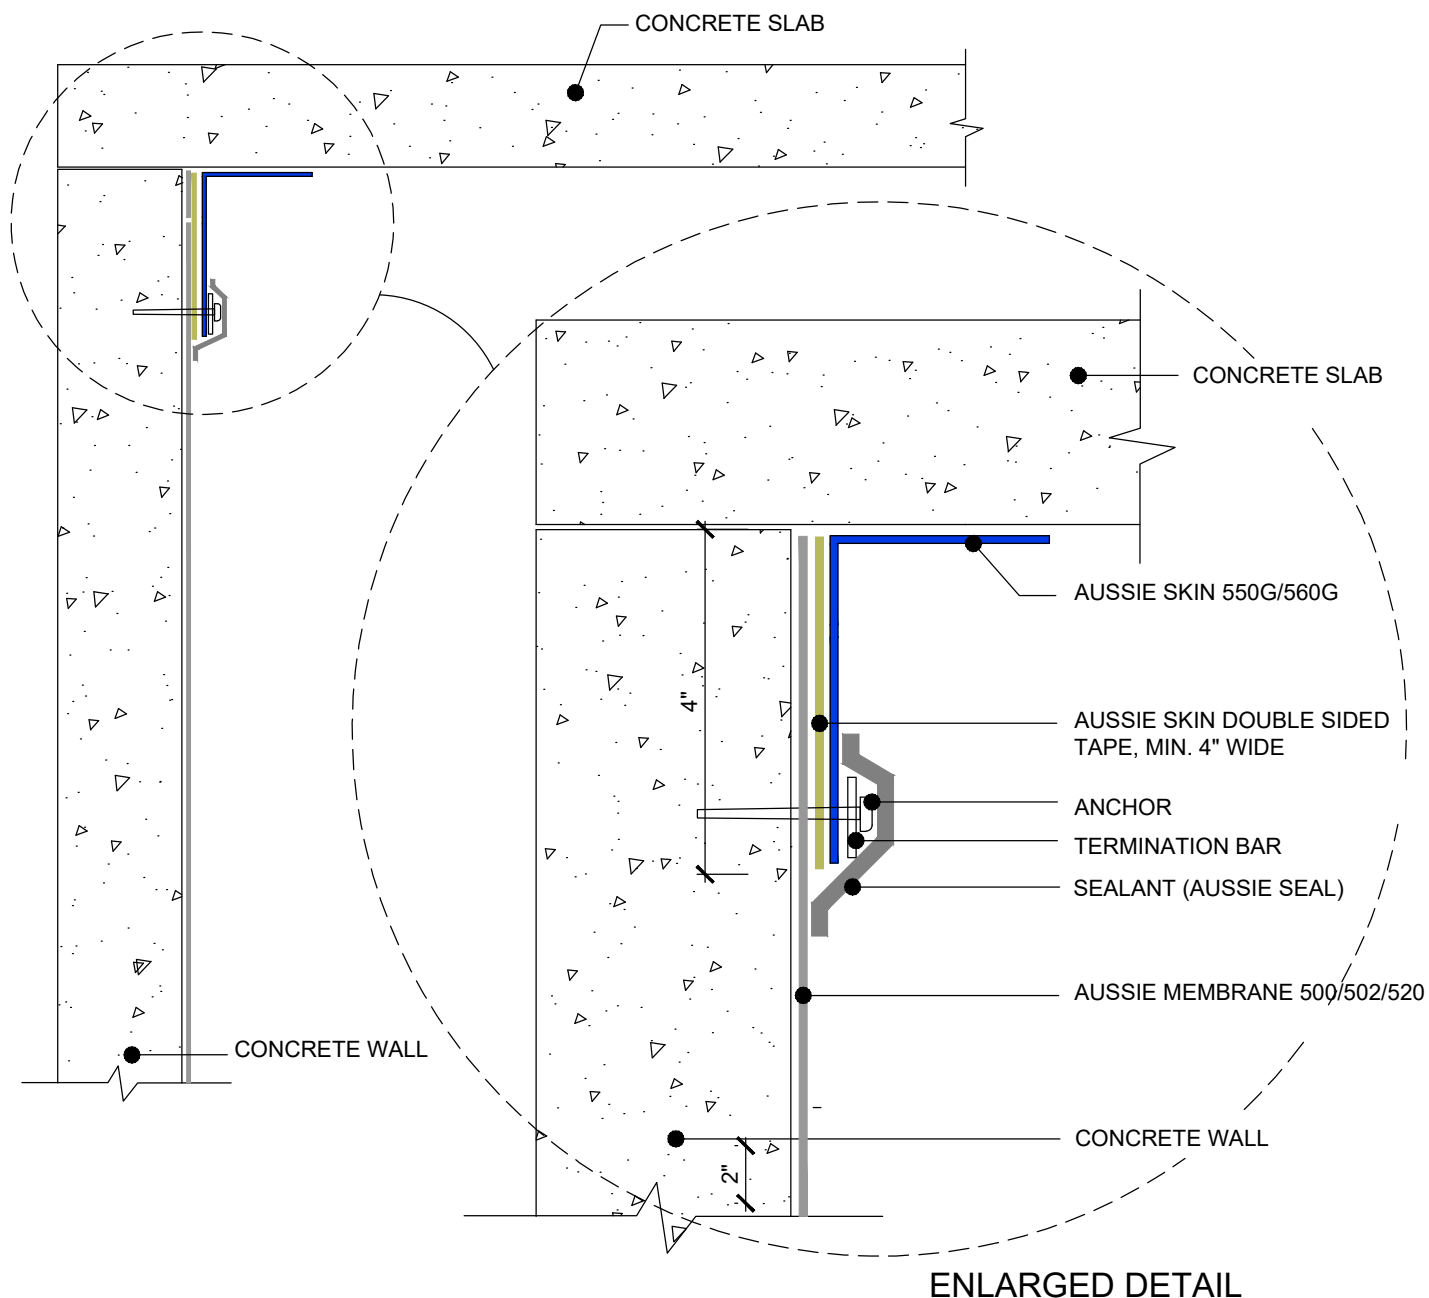 CONCRETE SLAB
CONCRETE SLAB
AUSSIE SKIN 550G/560G
4"
AUSSIE SKIN DOUBLE SIDED
TAPE, MIN. 4" WIDE
ANCHOR
TERMINATION BAR
SEALANT (AUSSIE SEAL)
AUSSIE MEMBRANE 500/502/520
CONCRETE WALL
CONCRETE WALL
2"
ENLARGED DETAIL